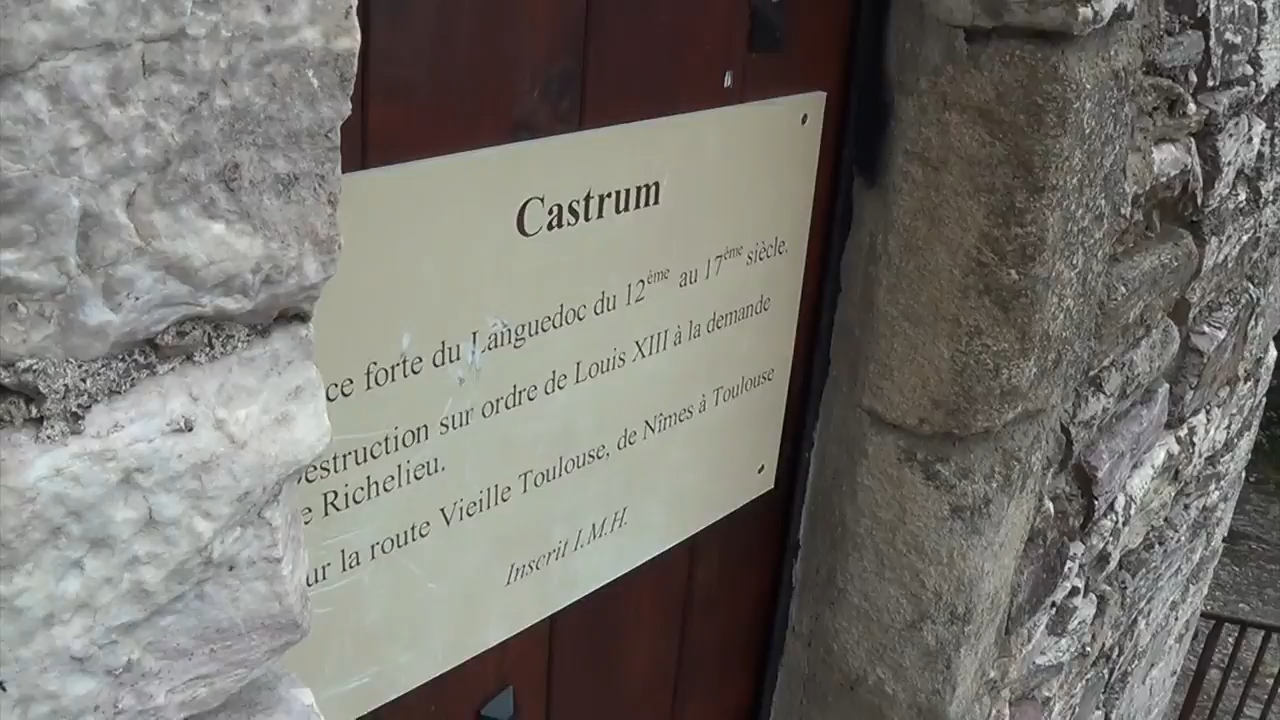 Castrum
ce forte du Languedoc du 12ème au 17ème siècle.
estruction sur ordre de Louis XIII à la demande
e Richelieu.
ur la route Vieille Toulouse, de Nîmes à Toulouse
Inscrit I.M.H.